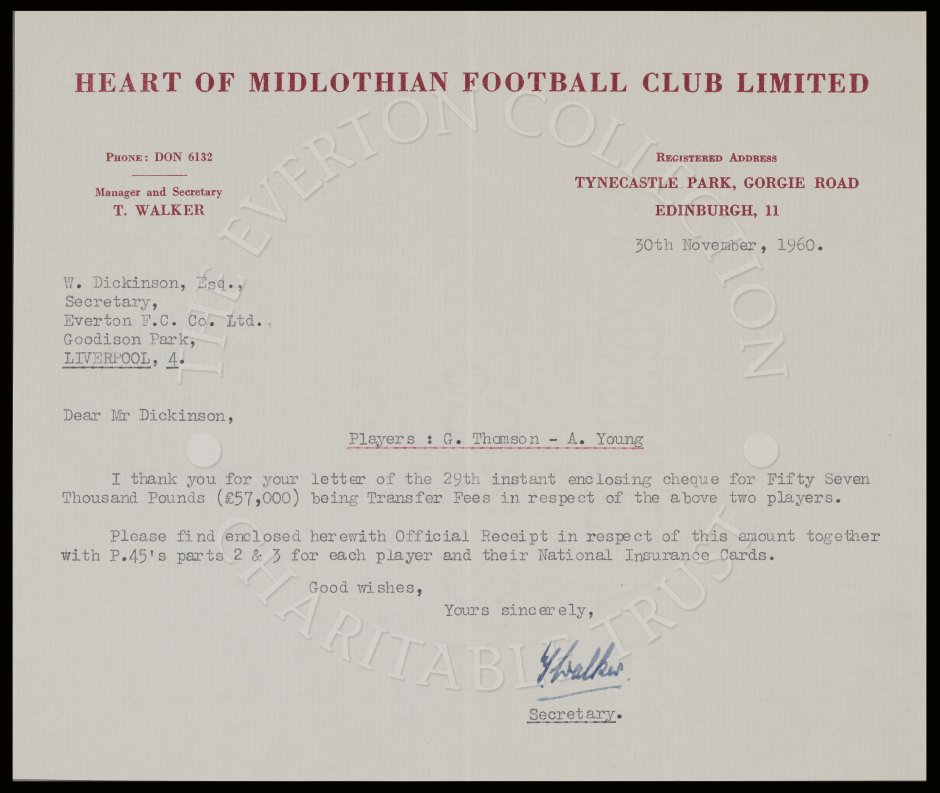 HEART OF MIDLOTHIAN FOOTBALL CLUB LIMITED
PHONE: DON 6132
Manager and Secretary
T. WALKER
REGISTERED ADDRESS
TYNECASTLE PARK, GORGIE ROAD
EDINBURGH, 11
30th November, 1960.
W. Dickinson, Esq.,
Secretary,
Everton F.C. Co. Ltd.,
Goodison Park,
LIVERPOOL, 4.
Dear Mr Dickinson,
Players : G. Thomson - A. Young
I thank you for your letter of the 29th instant enclosing cheque for Fifty Seven
Thousand Pounds (£57,000) being Transfer Fees in respect of the above two players.
Please find enclosed herewith Official Receipt in respect of this amount together
with P.45's parts 2 & 3 for each player and their National Insurance Cards.
Good wishes,
Yours sincerely,
T Walker.
Secretary.
THE EVERTON COLLECTION
CHARITABLE TRUST